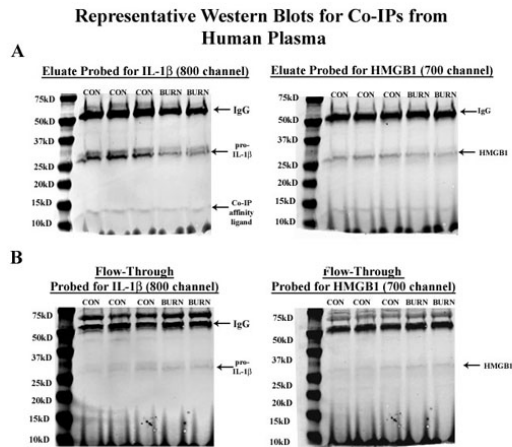 Representative Western Blots for Co-IPs from
Human Plasma
A
Eluate Probed for IL-1β (800 channel)
CON CON CON BURN BURN
75kD
50kD
37kD
25kD
20kD
15kD
10kD
IgG
pro-
IL-1β
Co-IP
affinity
ligand
Eluate Probed for HMGB1 (700 channel)
CON CON CON BURN BURN
75kD
50kD
37kD
25kD
20kD
15kD
10kD
IgG
HMGB1
B
Flow-Through
Probed for IL-1β (800 channel)
CON CON CON BURN BURN
75kD
50kD
37kD
25kD
20kD
15kD
10kD
IgG
pro-
IL-1β
Flow-Through
Probed for HMGB1 (700 channel)
CON CON CON BURN BURN
75kD
50kD
37kD
25kD
20kD
15kD
10kD
HMGB1